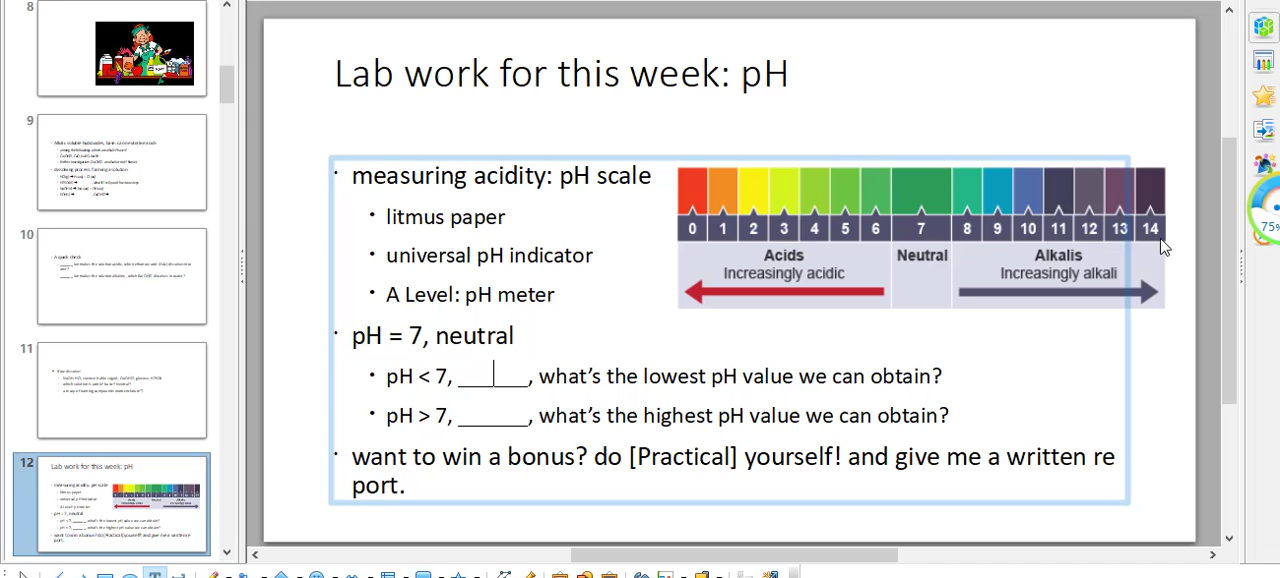 8
9
10
11
12
Lab work for this week: pH
Lab work for this week: pH
measuring acidity: pH scale
litmus paper
universal pH indicator
A Level: pH meter
0 1 2 3 4 5 6 7 8 9 10 11 12 13 14
Acids Neutral Alkalis
Increasingly acidic Increasingly alkali
pH = 7, neutral
pH < 7, ______, what’s the lowest pH value we can obtain?
pH > 7, ______, what’s the highest pH value we can obtain?
want to win a bonus? do [Practical] yourself! and give me a written re
port.
75%